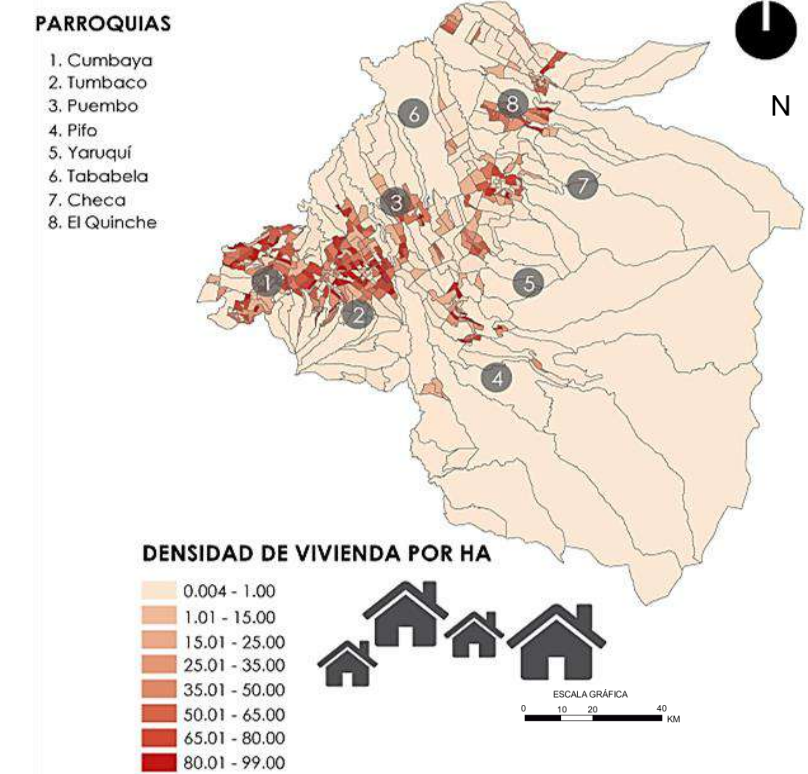 PARROQUIAS
1. Cumbaya
2. Tumbaco
3. Puembo
4. Pifo
5. Yaruquí
6. Tababela
7. Checa
8. El Quinche
N
8
6
7
3
1
5
2
4
DENSIDAD DE VIVIENDA POR HA
0.004 - 1.00
1.01 - 15.00
15.01 - 25.00
25.01 - 35.00
35.01 - 50.00
50.01 - 65.00
65.01 - 80.00
80.01 - 99.00
ESCALA GRÁFICA
0 10 20 40
KM